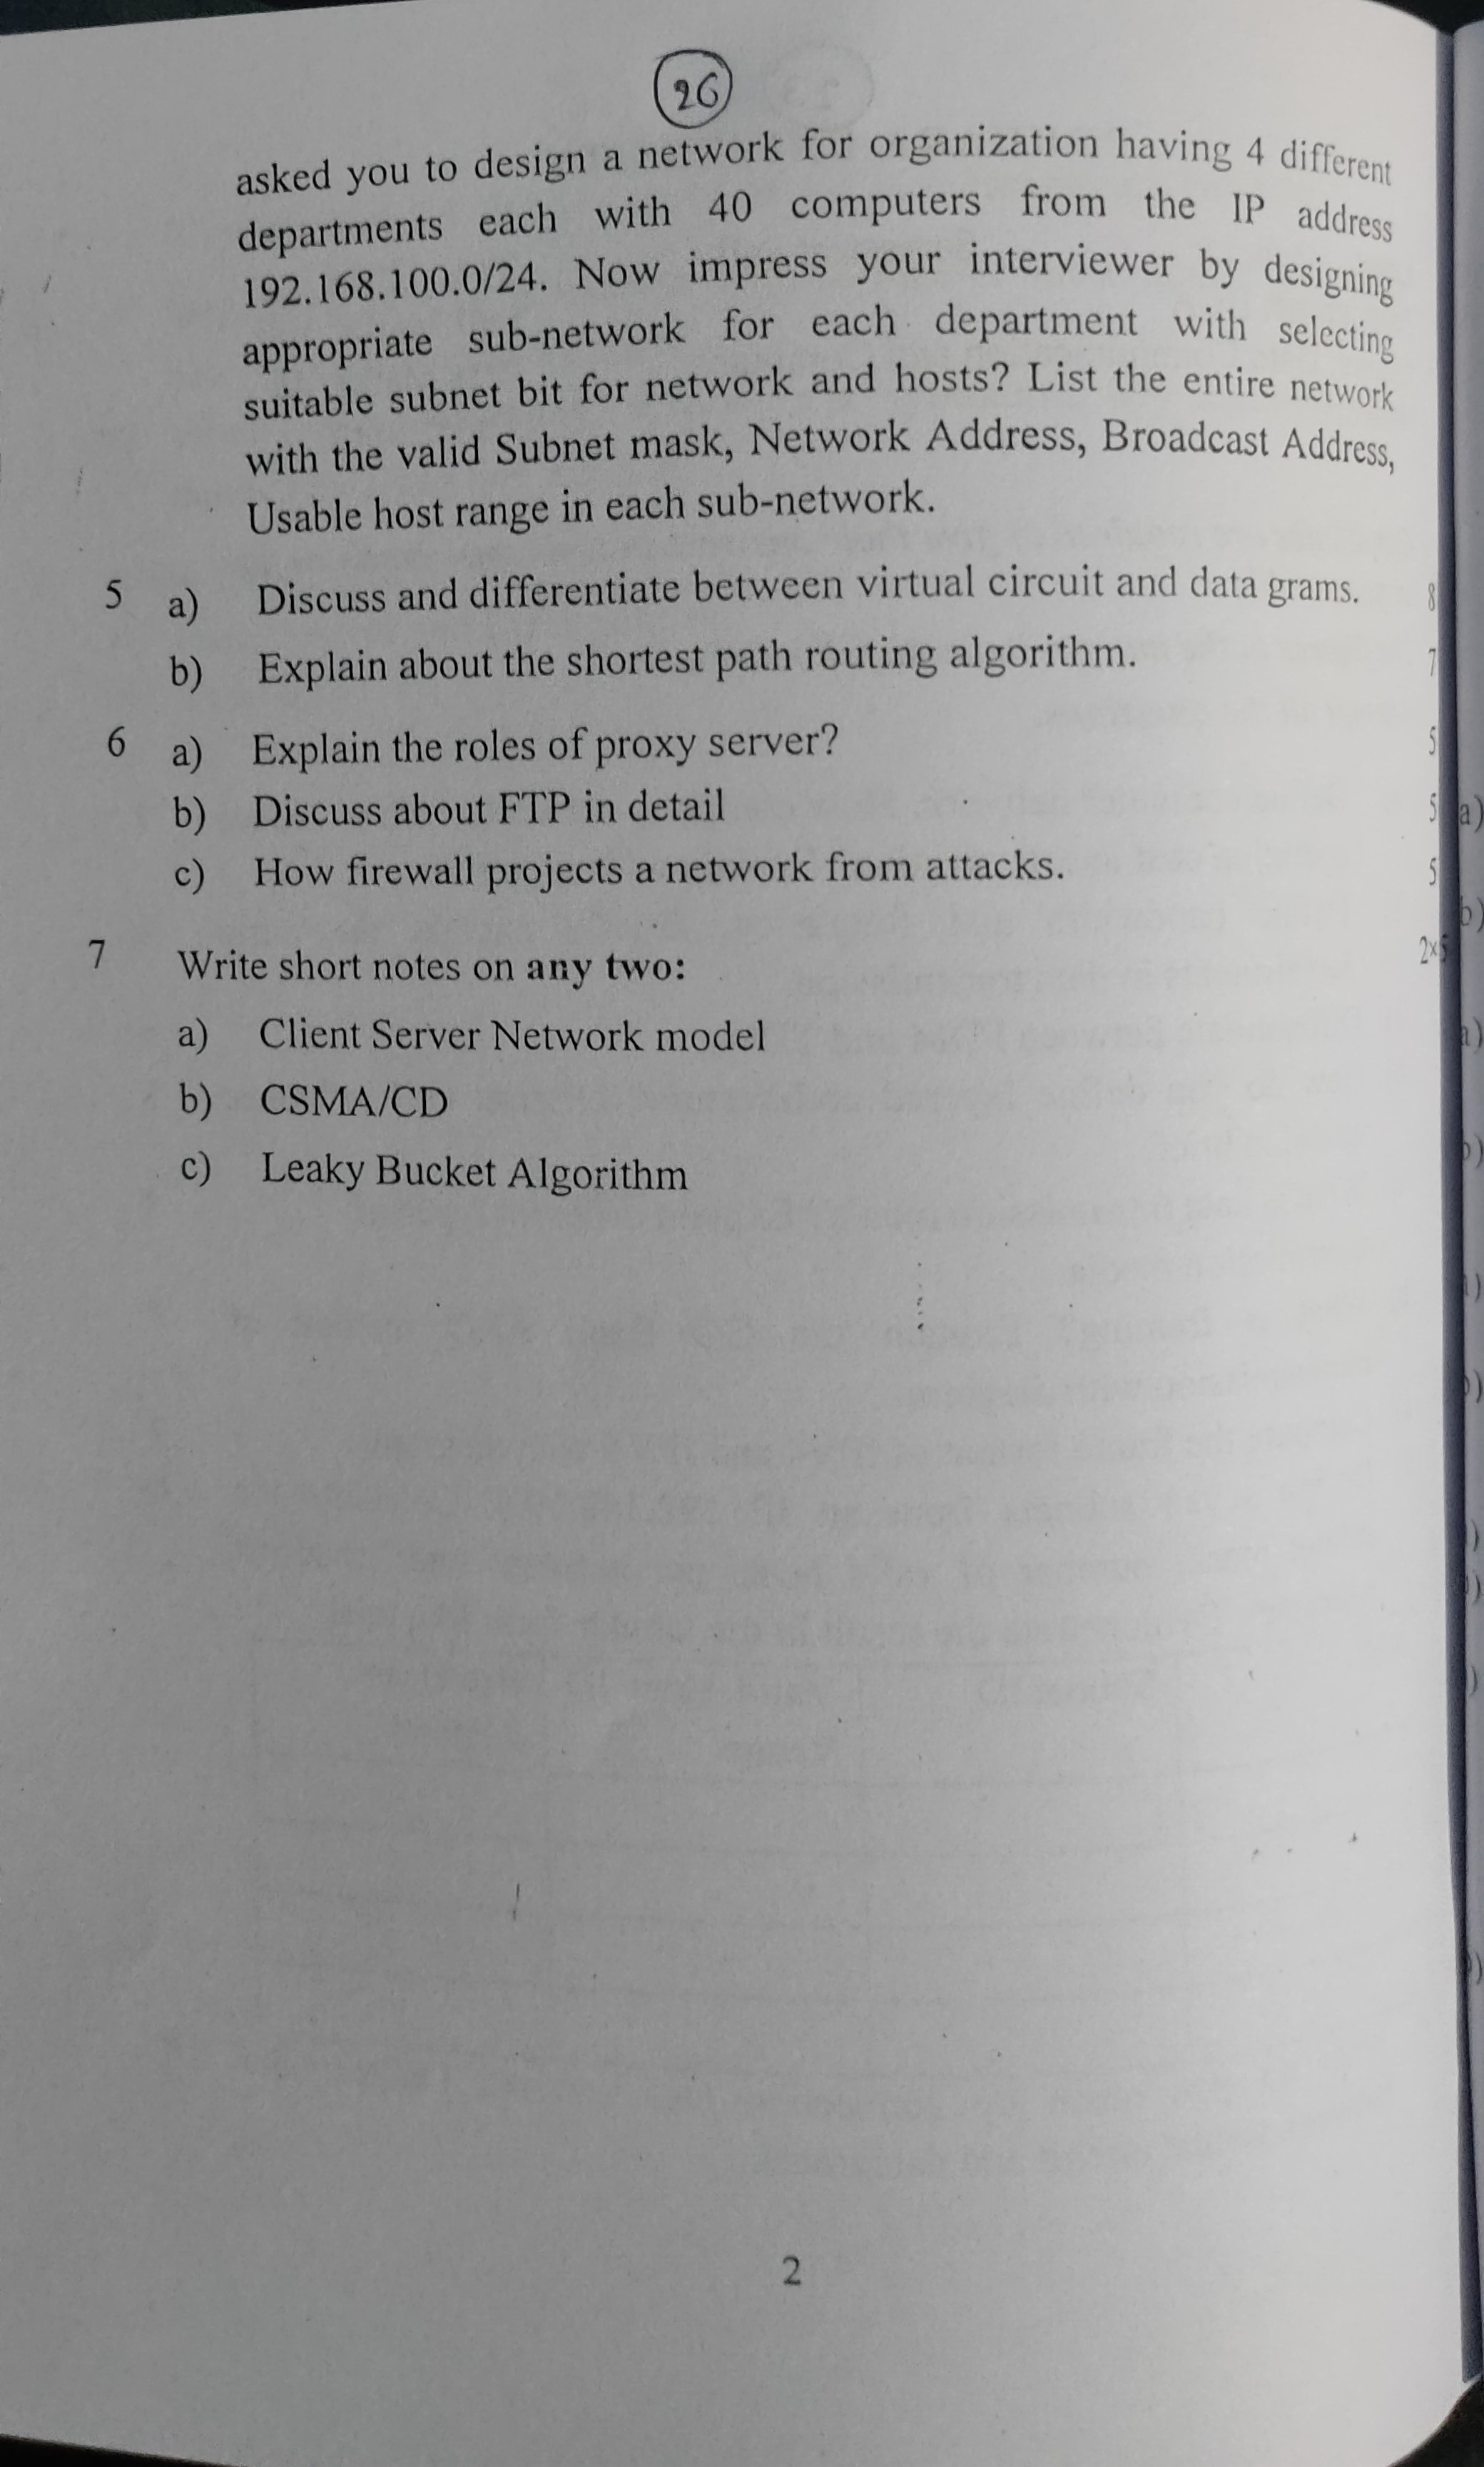 26
asked you to design a network for organization having 4 different
departments each with 40 computers from the IP address
192.168.100.0/24. Now impress your interviewer by designing
appropriate sub-network for each department with selecting
suitable subnet bit for network and hosts? List the entire network
with the valid Subnet mask, Network Address, Broadcast Address,
Usable host range in each sub-network.
5 a) Discuss and differentiate between virtual circuit and data grams. 8
b) Explain about the shortest path routing algorithm. 7
6 a) Explain the roles of proxy server? 5
b) Discuss about FTP in detail 5
c) How firewall projects a network from attacks. 5
7 Write short notes on any two: 2×5
a) Client Server Network model
b) CSMA/CD
c) Leaky Bucket Algorithm
2